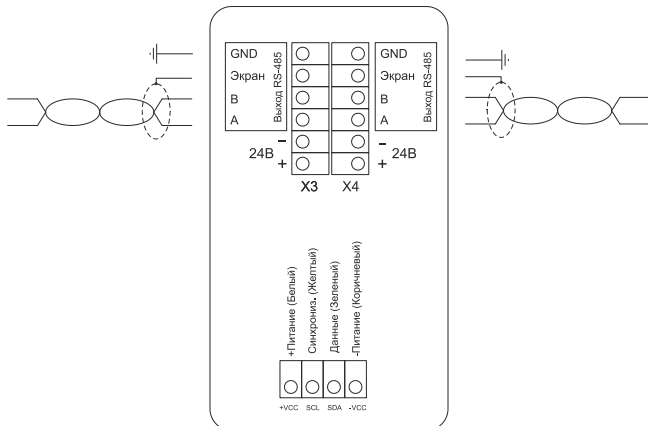 GND
Экран
B
A
Выход RS-485
-
24В
+
X3
GND
Экран
B
A
Выход RS-485
-
24В
+
X4
+Питание (Белый)
Синхрониз. (Желтый)
Данные (Зеленый)
-Питание (Коричневый)
+VCC SCL SDA -VCC